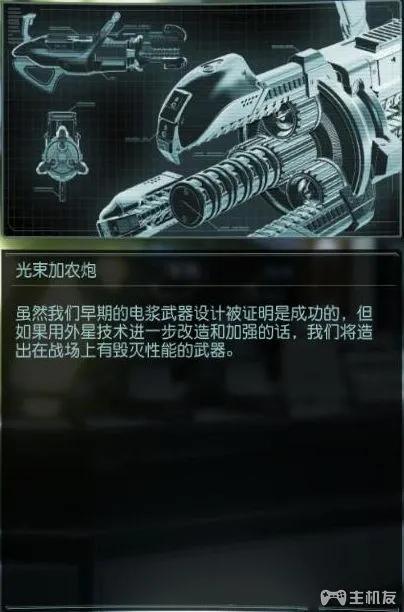 光束加农炮
虽然我们早期的电浆武器设计被证明是成功的，但
如果用外星技术进一步改造和加强的话，我们将造
出在战场上有毁灭性能的武器。
主机友